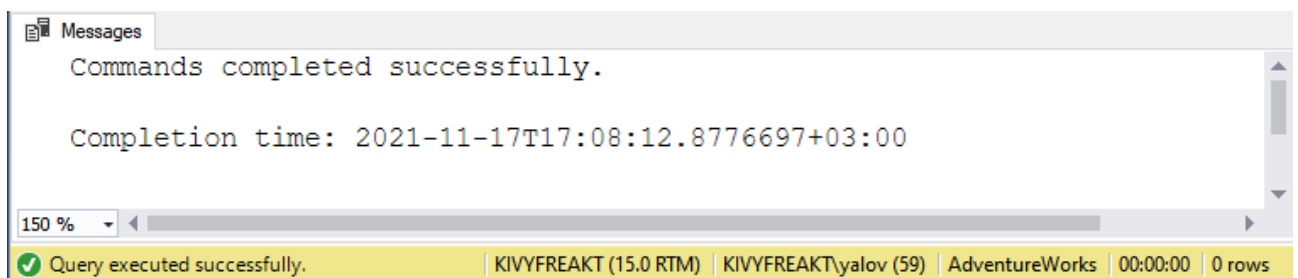 Messages
Commands completed successfully.
Completion time: 2021-11-17T17:08:12.8776697+03:00
150 %
Query executed successfully. KIVYFREAKT (15.0 RTM) KIVYFREAKT\yalov (59) AdventureWorks 00:00:00 0 rows